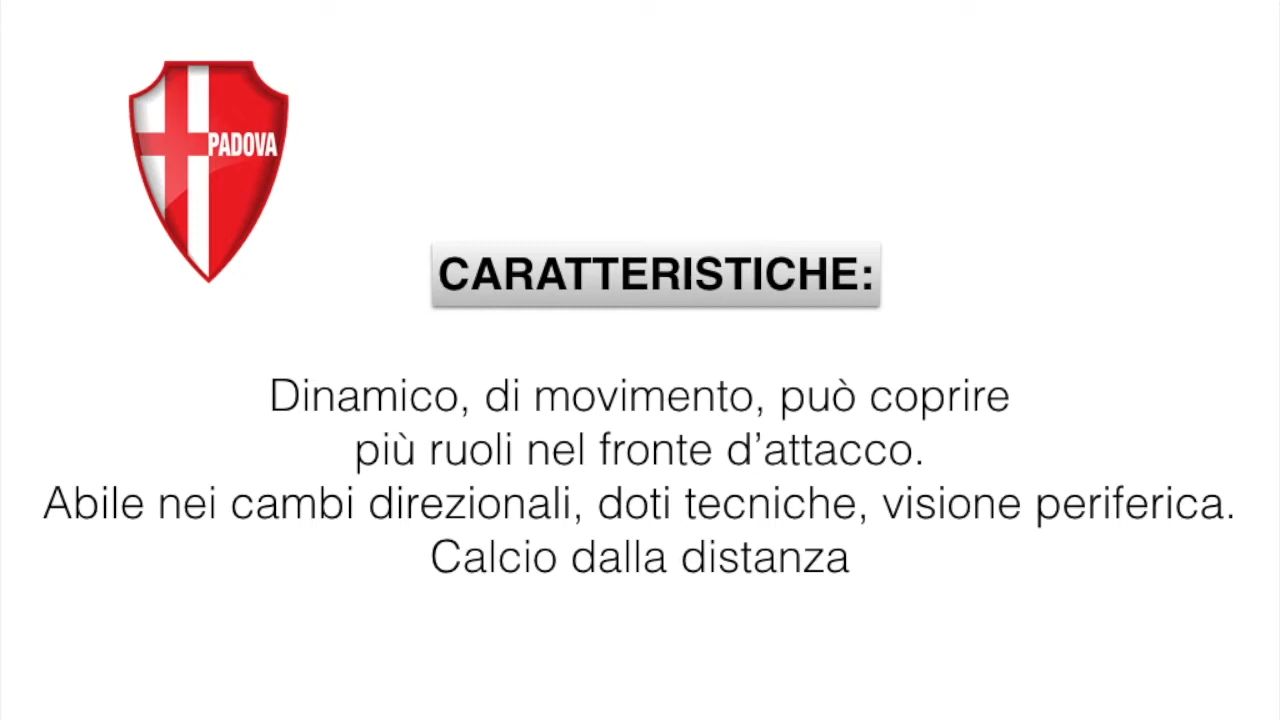 PADOVA
CARATTERISTICHE:
Dinamico, di movimento, può coprire
più ruoli nel fronte d’attacco.
Abile nei cambi direzionali, doti tecniche, visione periferica.
Calcio dalla distanza